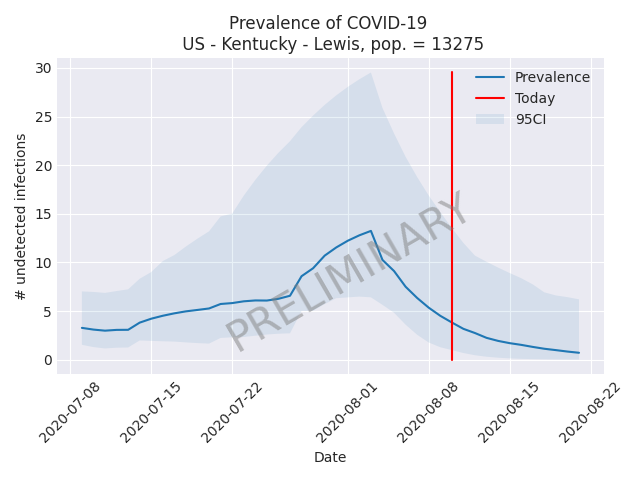 Prevalence of COVID-19
US - Kentucky - Lewis, pop. = 13275
30
25
20
15
10
5
0
# undetected infections
Prevalence
Today
95CI
PRELIMINARY
2020-07-08
2020-07-15
2020-07-22
2020-08-01
2020-08-08
2020-08-15
2020-08-22
Date